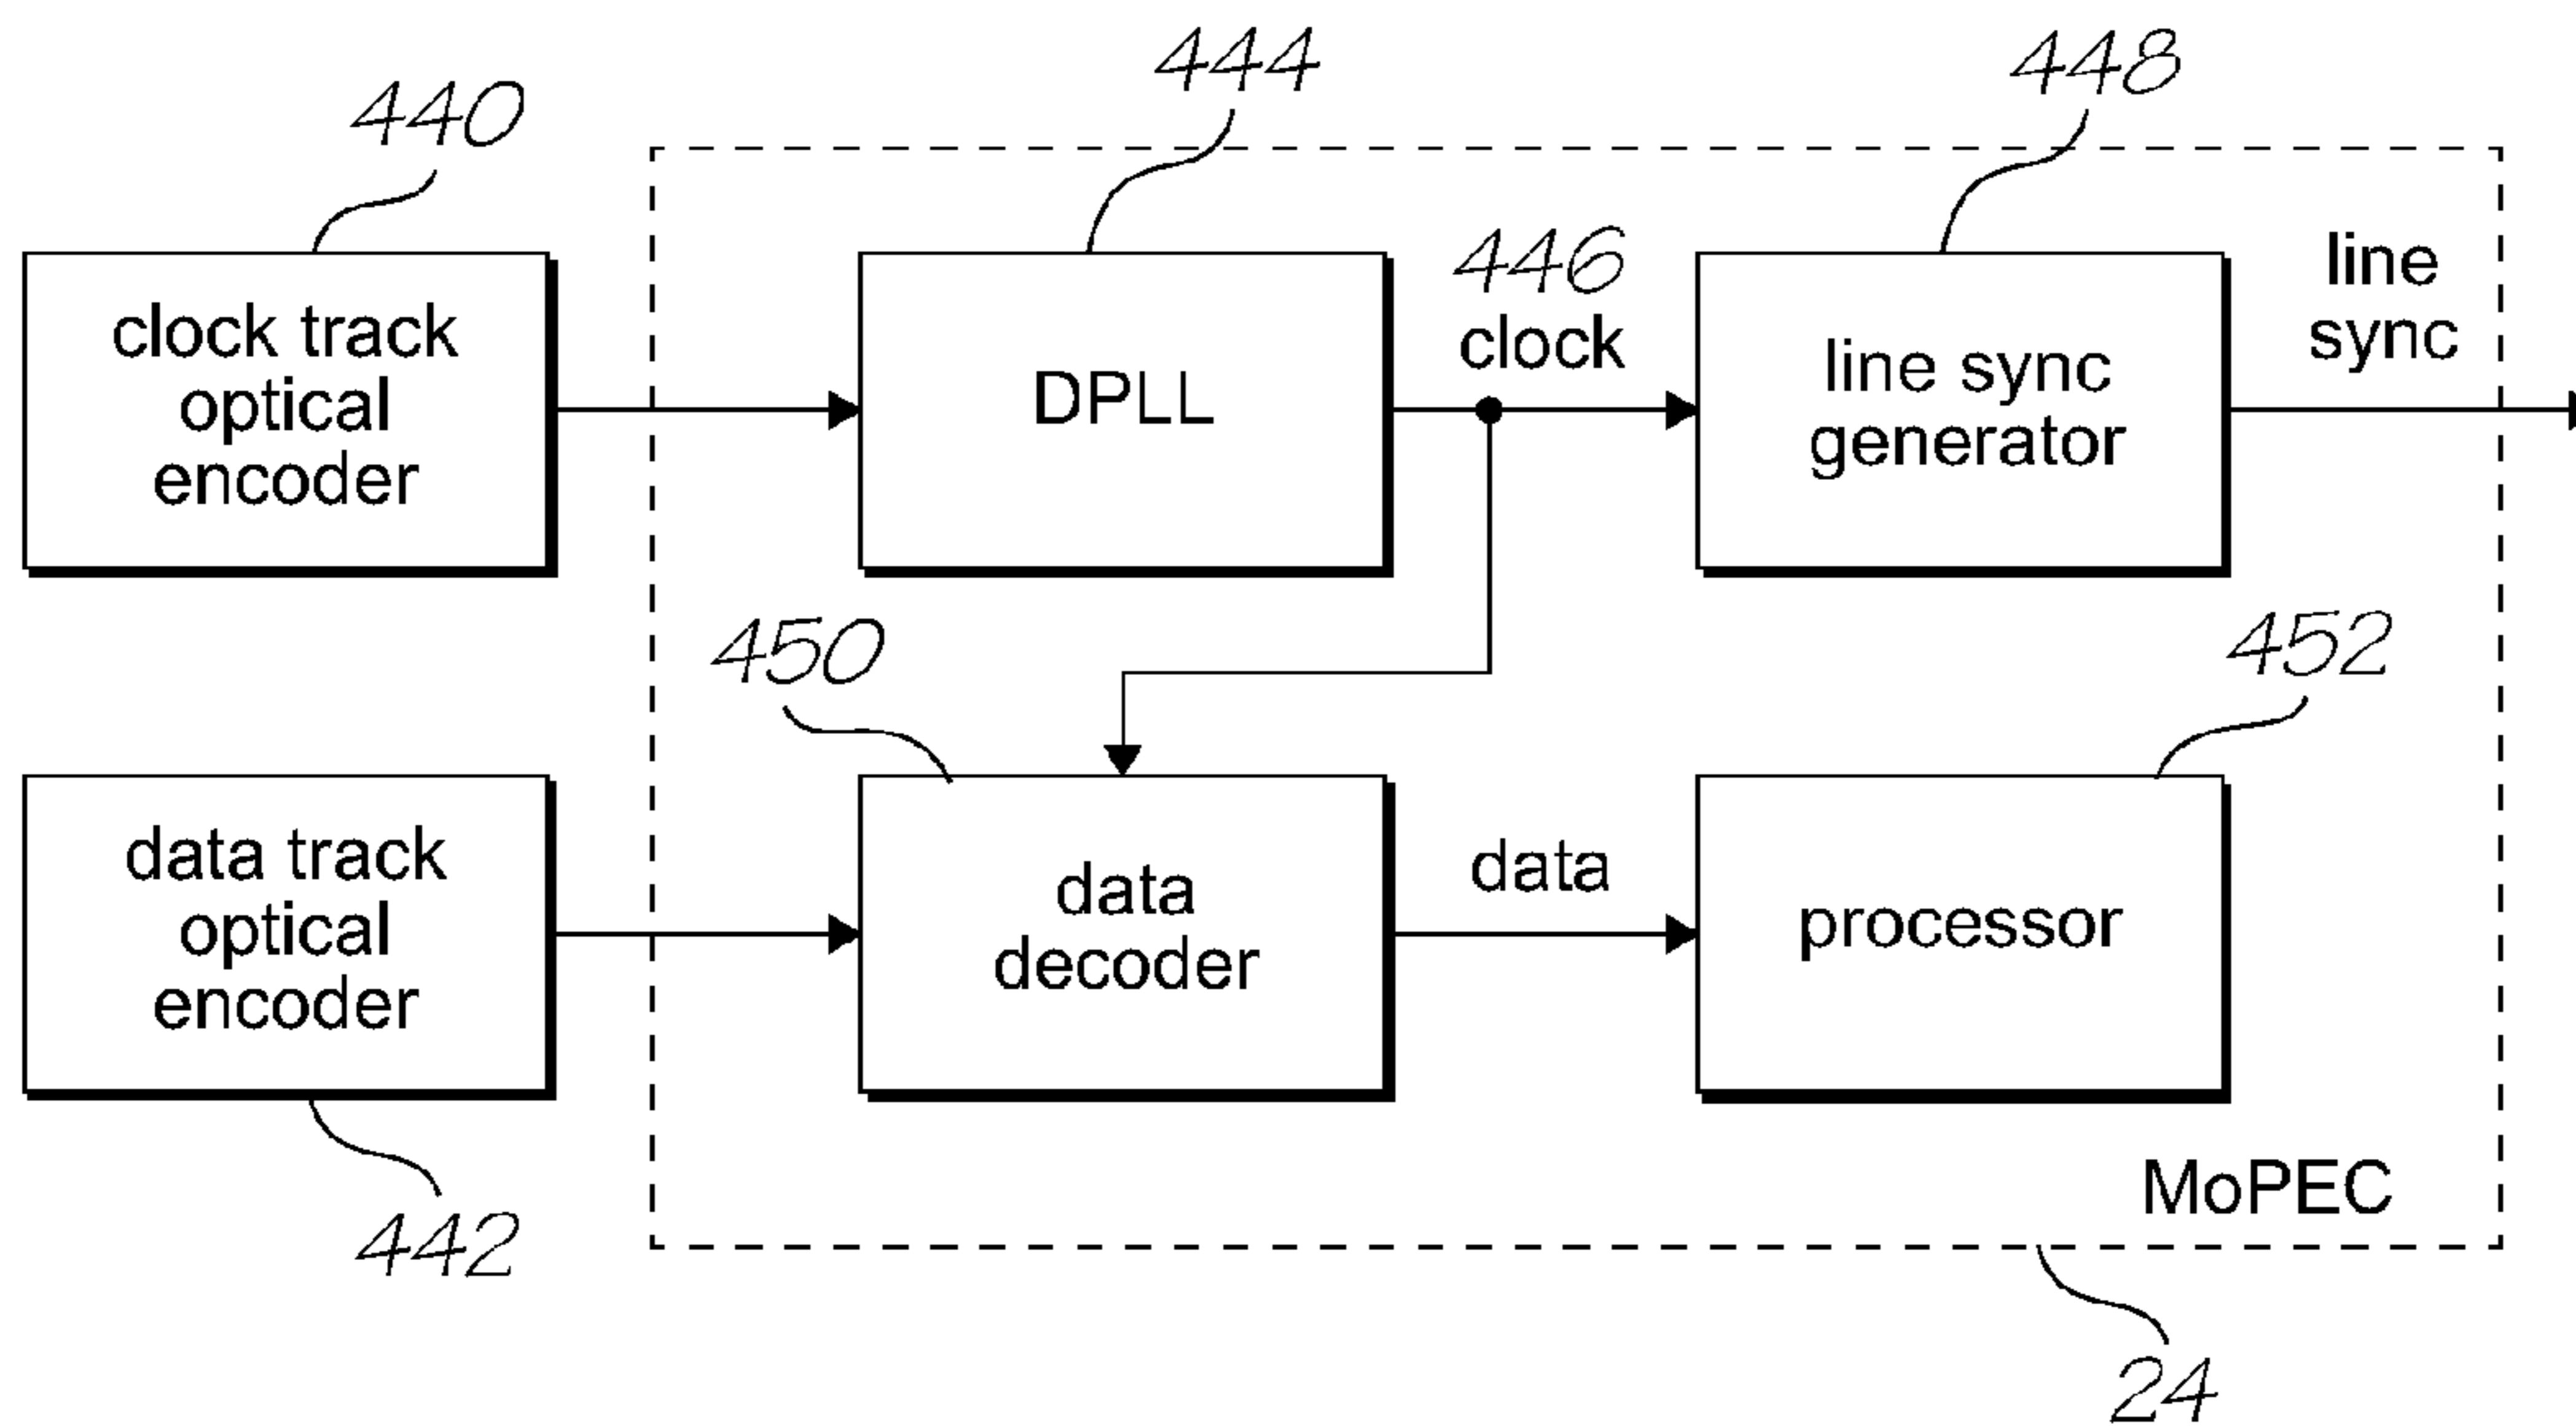 440
444
448
clock track
optical
encoder
DPLL
446
clock
line sync
generator
line
sync
450
452
data track
optical
encoder
data
decoder
data
processor
MoPEC
442
24